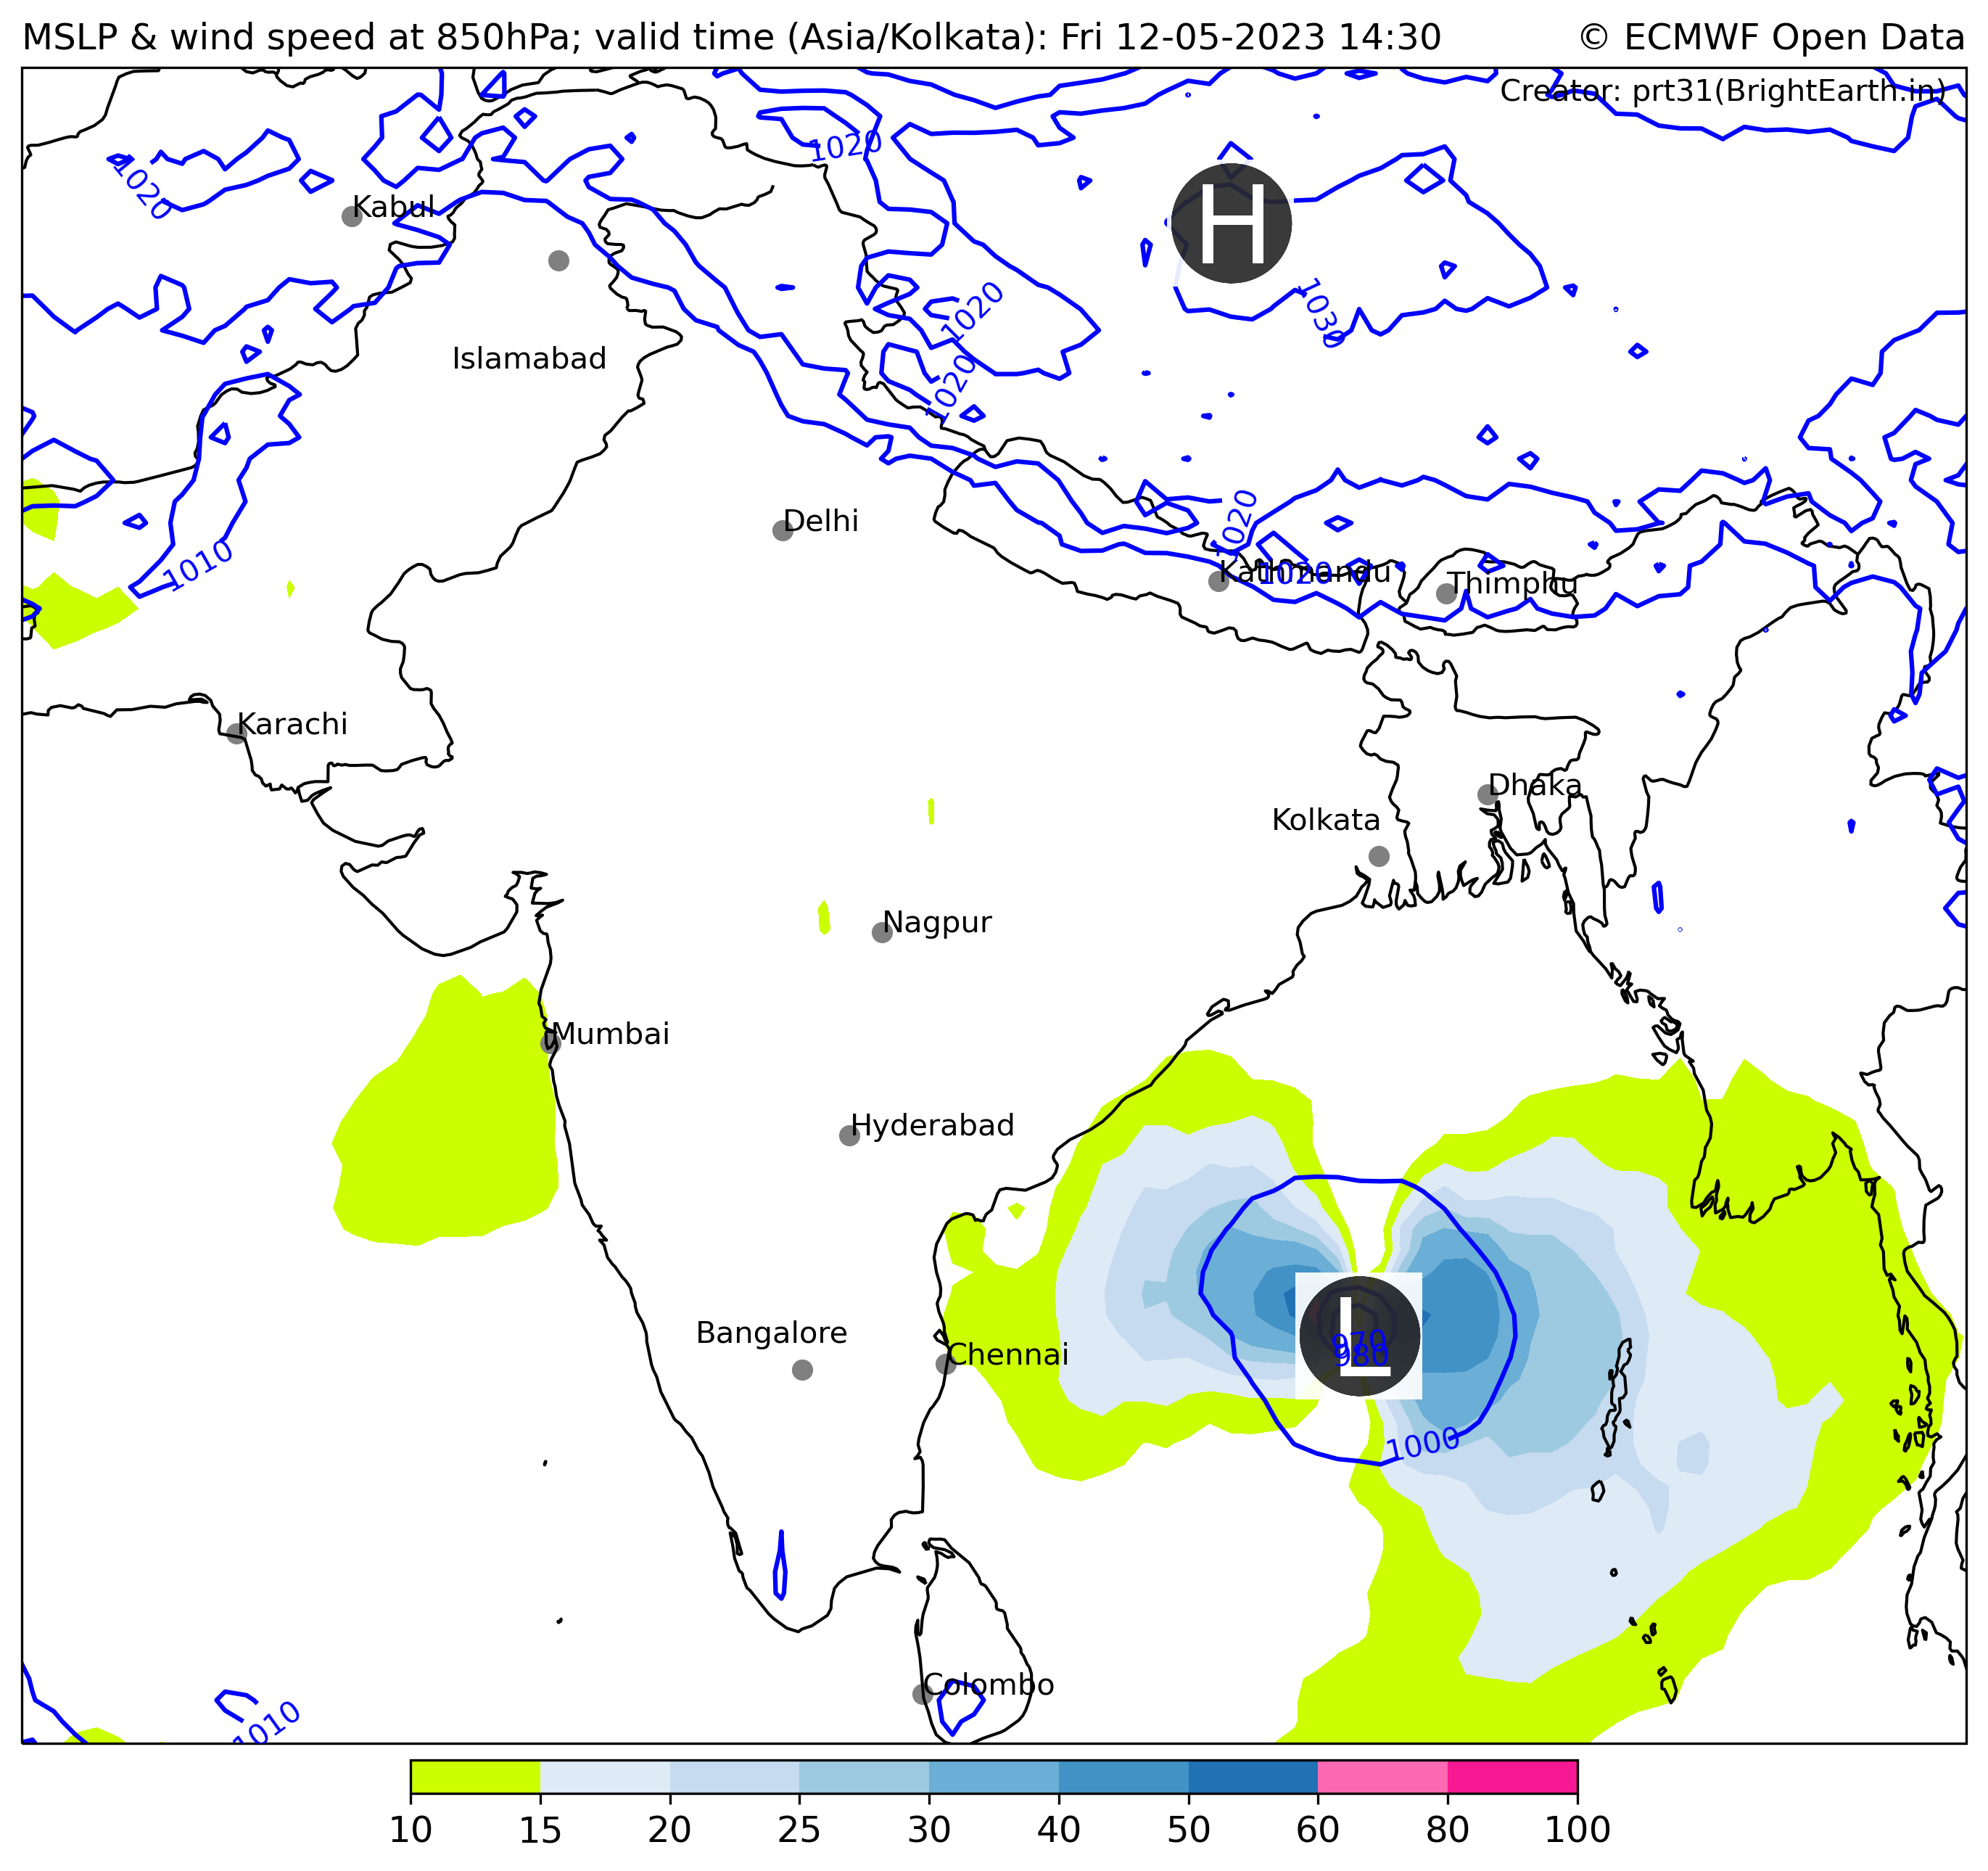 MSLP & wind speed at 850hPa; valid time (Asia/Kolkata): Fri 12-05-2023 14:30
© ECMWF Open Data
Creator: prt31(BrightEarth.in)
1020
1020
Kabul
H
1020
1030
Islamabad
1020
Delhi
1020
1010
Kathmandu
1020
Thimphu
Karachi
Dhaka
Kolkata
Nagpur
Mumbai
Hyderabad
Bangalore
L
970
980
Chennai
1000
Colombo
1010
10 15 20 25 30 40 50 60 80 100